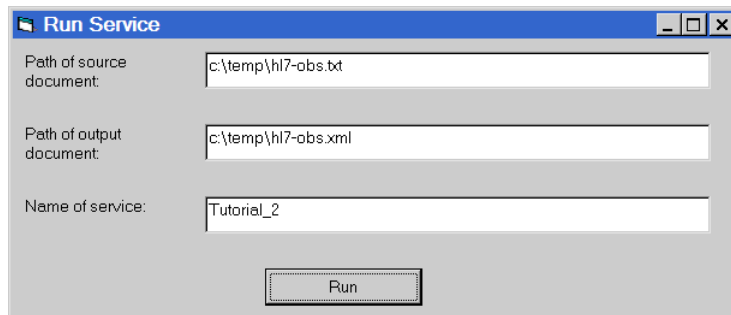 Run Service
Path of source
document:
c:\temp\hl7-obs.txt
Path of output
document:
c:\temp\hl7-obs.xml
Name of service:
Tutorial_2
Run